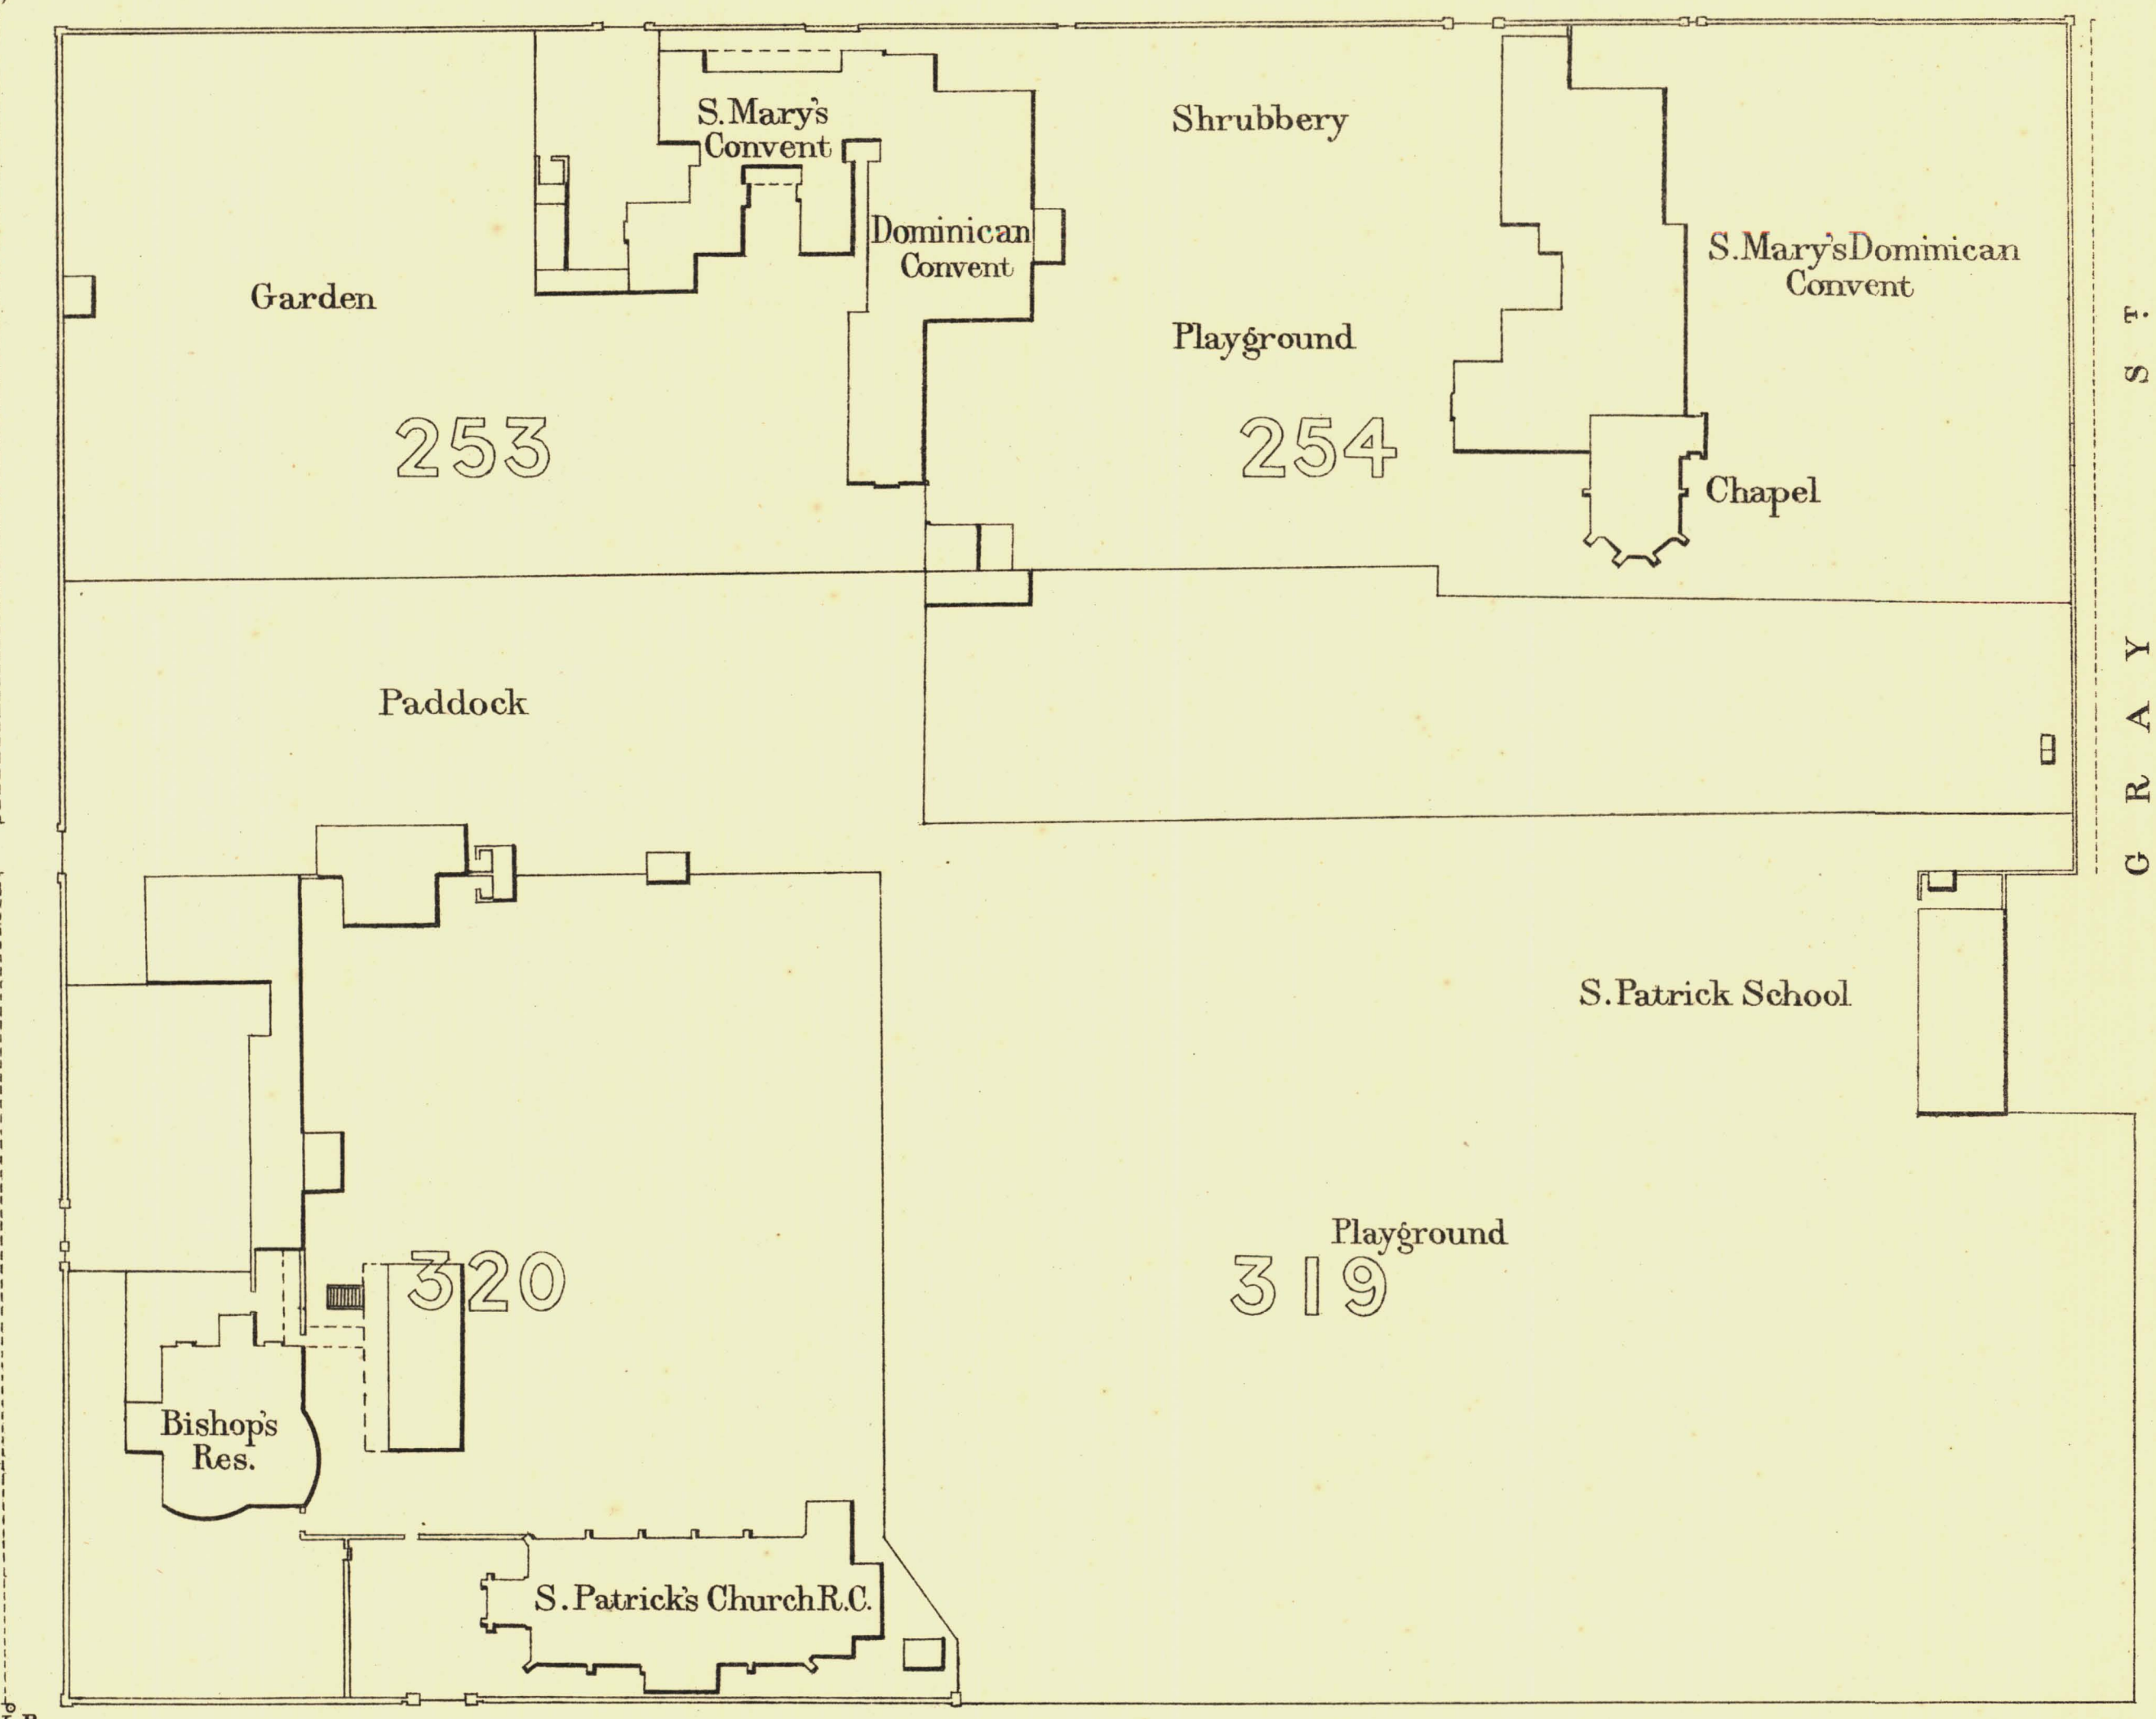 S. Mary's
Convent
Shrubbery
Dominican
Convent
S. Mary's Dominican
Convent
Garden
Playground
253
254
Chapel
Paddock
GRAY ST.
S. Patrick School
Playground
320
319
Bishop's
Res.
S. Patrick's Church R.C.